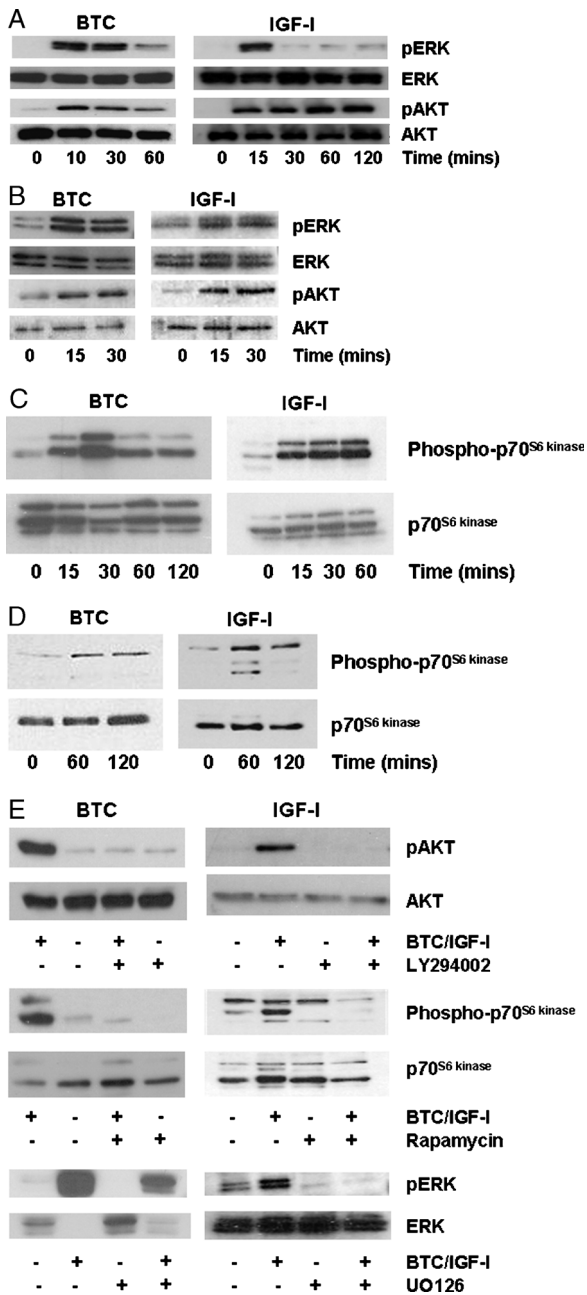 A
BTC IGF-I
pERK
ERK
pAKT
AKT
0 10 30 60 0 15 30 60 120 Time (mins)
B
BTC IGF-I
pERK
ERK
pAKT
AKT
0 15 30 0 15 30 Time (mins)
C
BTC IGF-I
Phospho-p70S6 kinase
p70S6 kinase
0 15 30 60 120 0 15 30 60 Time (mins)
D
BTC IGF-I
Phospho-p70S6 kinase
p70S6 kinase
0 60 120 0 60 120 Time (mins)
E
BTC IGF-I
pAKT
AKT
+ - + - - + - + BTC/IGF-I
- - + + - - + + LY294002
Phospho-p70S6 kinase
p70S6 kinase
+ - + - - + - + BTC/IGF-I
- - + + - - + + Rapamycin
pERK
ERK
- + - + - + - + BTC/IGF-I
- - + + - - + + UO126